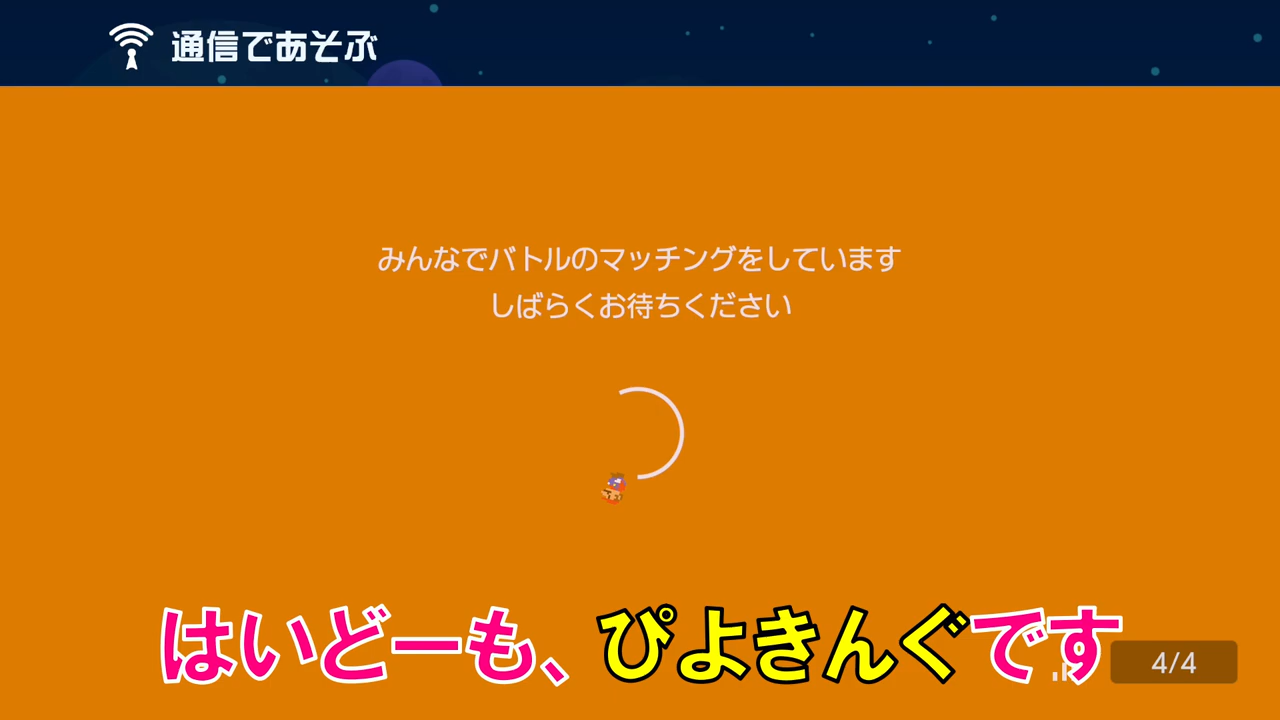 通信であそぶ
みんなでバトルのマッチングをしています
しばらくお待ちください
はいどーも、ぴよきんぐです
4/4